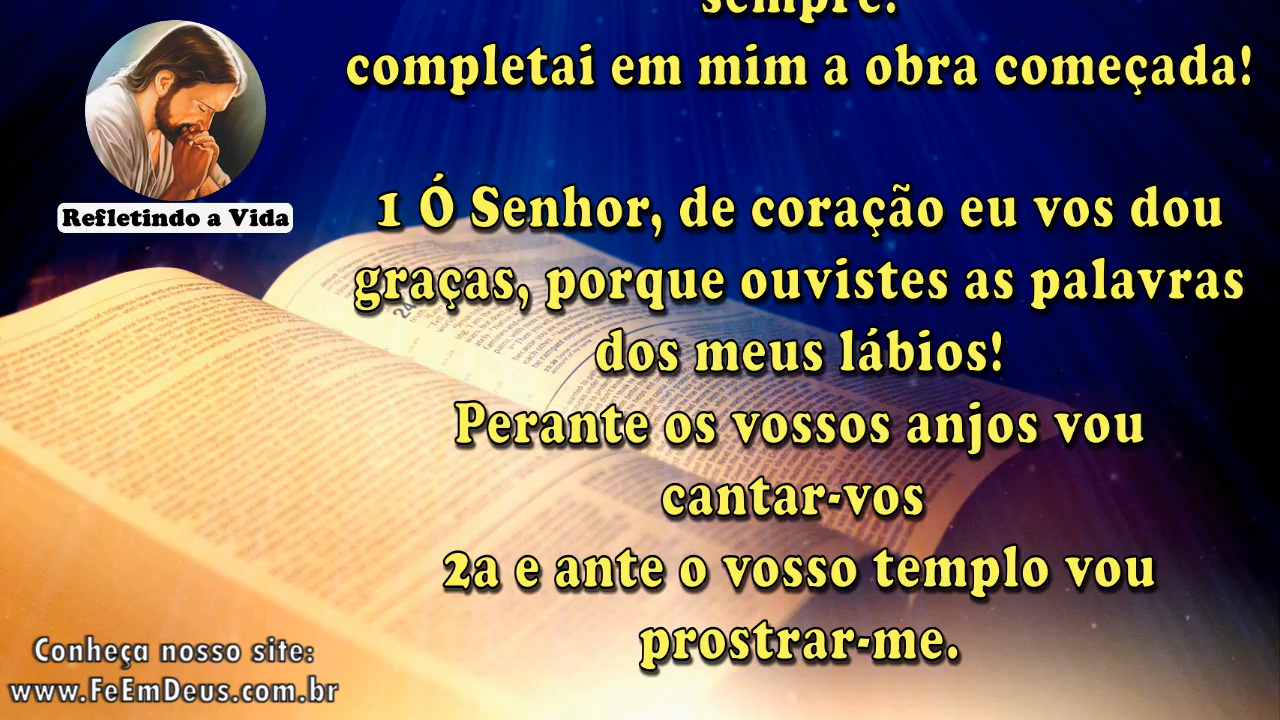 sempre:
completai em mim a obra começada!
1 Ó Senhor, de coração eu vos dou
graças, porque ouvistes as palavras
dos meus lábios!
Perante os vossos anjos vou
cantar-vos
2a e ante o vosso templo vou
prostrar-me.
Refletindo a Vida
Conheça nosso site:
www.FeEmDeus.com.br